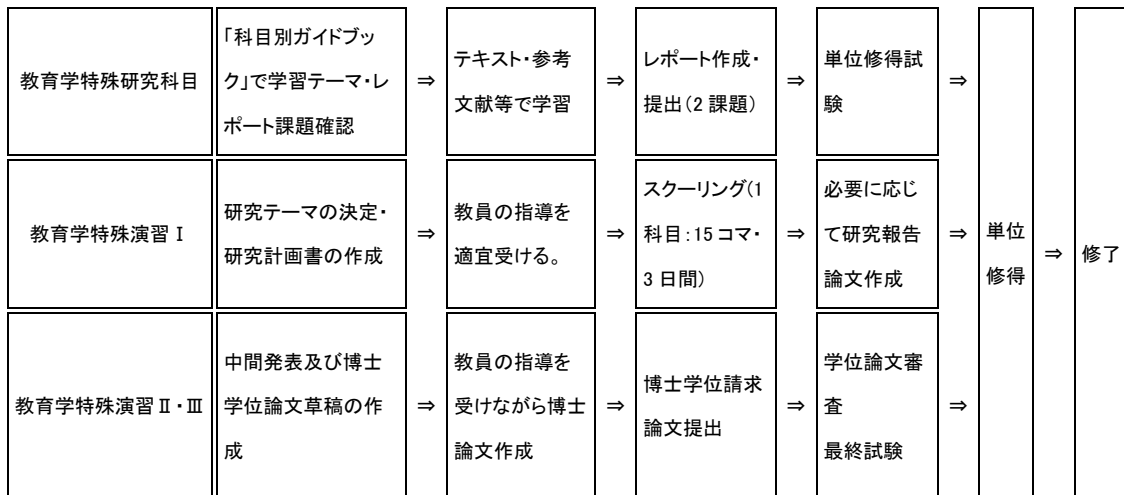 教育学特殊研究科目
「科目別ガイドブッ
ク」で学習テーマ・レ
ポート課題確認
⇒
テキスト・参考
文献等で学習
⇒
レポート作成・
提出(2 課題)
⇒
単位修得試
験
⇒
教育学特殊演習Ⅰ
研究テーマの決定・
研究計画書の作成
⇒
教員の指導を
適宜受ける。
⇒
スクーリング(1
科目:15 コマ・
3 日間)
⇒
必要に応じ
て研究報告
論文作成
⇒
教育学特殊演習Ⅱ・Ⅲ
中間発表及び博士
学位論文草稿の作
成
⇒
教員の指導を
受けながら博士
論文作成
⇒
博士学位請求
論文提出
⇒
学位論文審
査
最終試験
⇒
単位
修得
⇒
修了